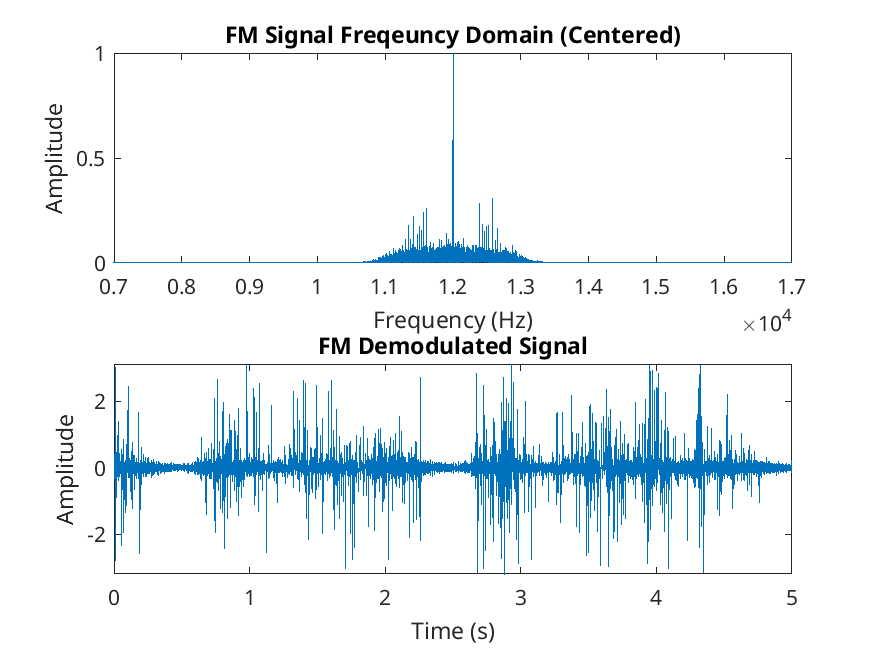 FM Signal Freqeuncy Domain (Centered)
1
0.5
0
Amplitude
0.7 0.8 0.9 1 1.1 1.2 1.3 1.4 1.5 1.6 1.7
×10^4
Frequency (Hz)
FM Demodulated Signal
2
0
-2
Amplitude
0 1 2 3 4 5
Time (s)